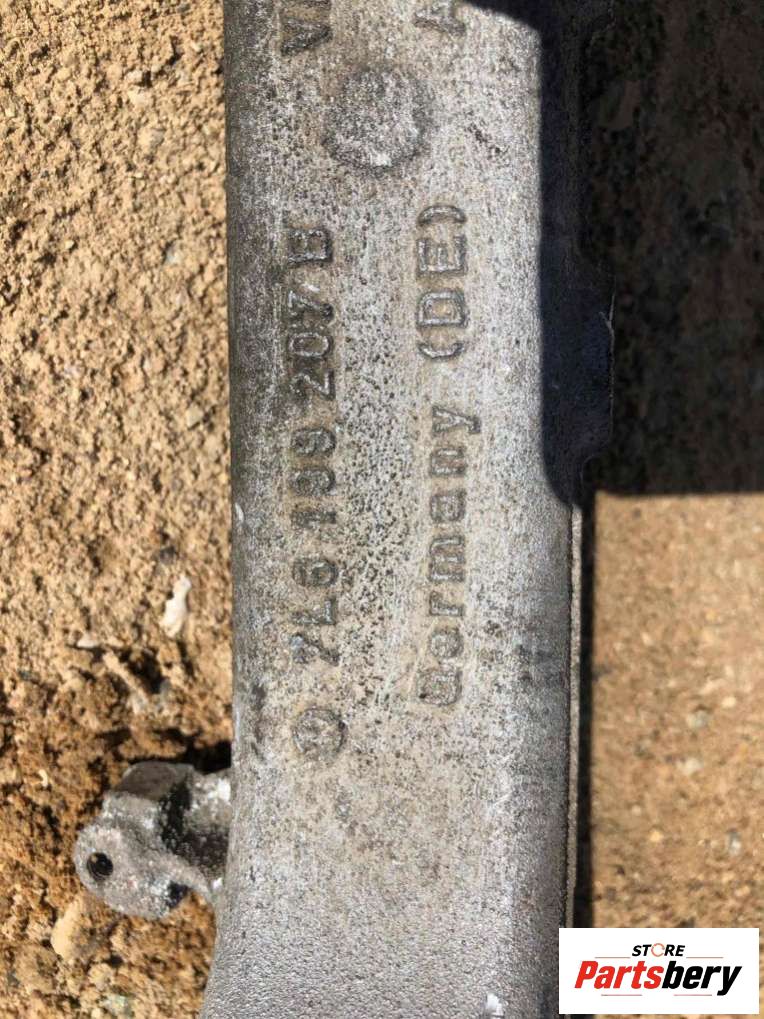 7L6 199 207 B
Germany (DE)
STORE
Partsbery